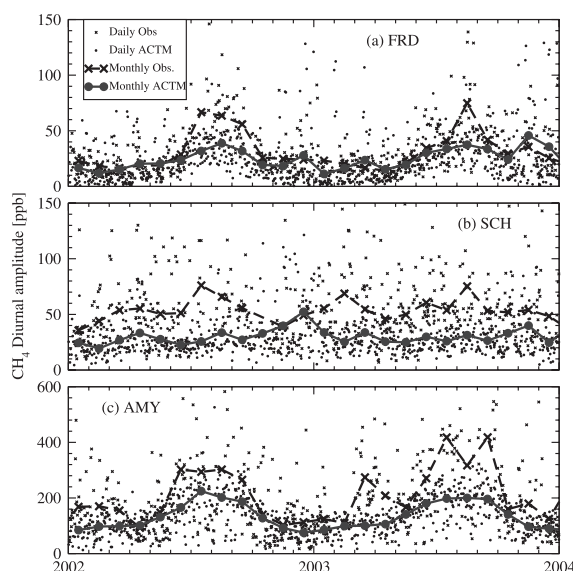 150
100
50
0
Daily Obs
Daily ACTM
Monthly Obs.
Monthly ACTM
(a) FRD
150
100
50
0
(b) SCH
CH4 Diurnal amplitude [ppb]
600
400
200
0
(c) AMY
2002
2003
2004